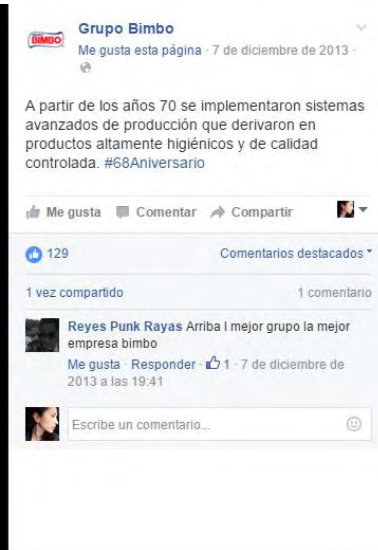 BIMBO
Grupo Bimbo
Me gusta esta página · 7 de diciembre de 2013 ·
A partir de los años 70 se implementaron sistemas
avanzados de producción que derivaron en
productos altamente higiénicos y de calidad
controlada. #68Aniversario
Me gusta Comentar Compartir
129 Comentarios destacados
1 vez compartido 1 comentario
Reyes Punk Rayas Arriba l mejor grupo la mejor
empresa bimbo
Me gusta · Responder · 1 · 7 de diciembre de
2013 a las 19:41
Escribe un comentario...